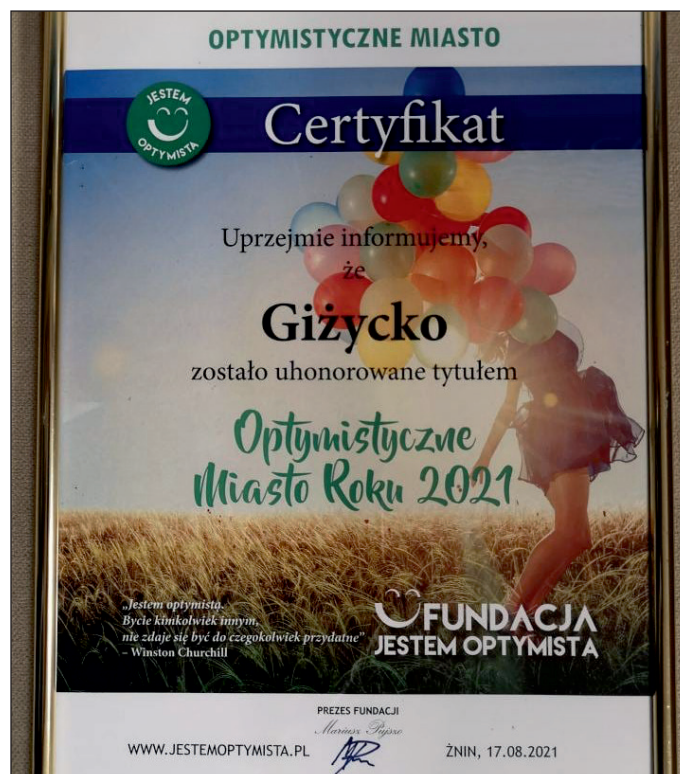 OPTYMISTYCZNE MIASTO
JESTEM
OPTYMISTA
Certyfikat
Uprzejmie informujemy,
że
Giżycko
zostało uhonorowane tytułem
Optymistyczne
Miasto Roku 2021
„Jestem optymistą.
Bycie kimkolwiek innym,
nie zdaje się być do czegokolwiek przydatne”
– Winston Churchill
FUNDACJA
JESTEM OPTYMISTA
PREZES FUNDACJI
Mariusz Pujszo
WWW.JESTEMOPTYMISTA.PL
ŻNIN, 17.08.2021